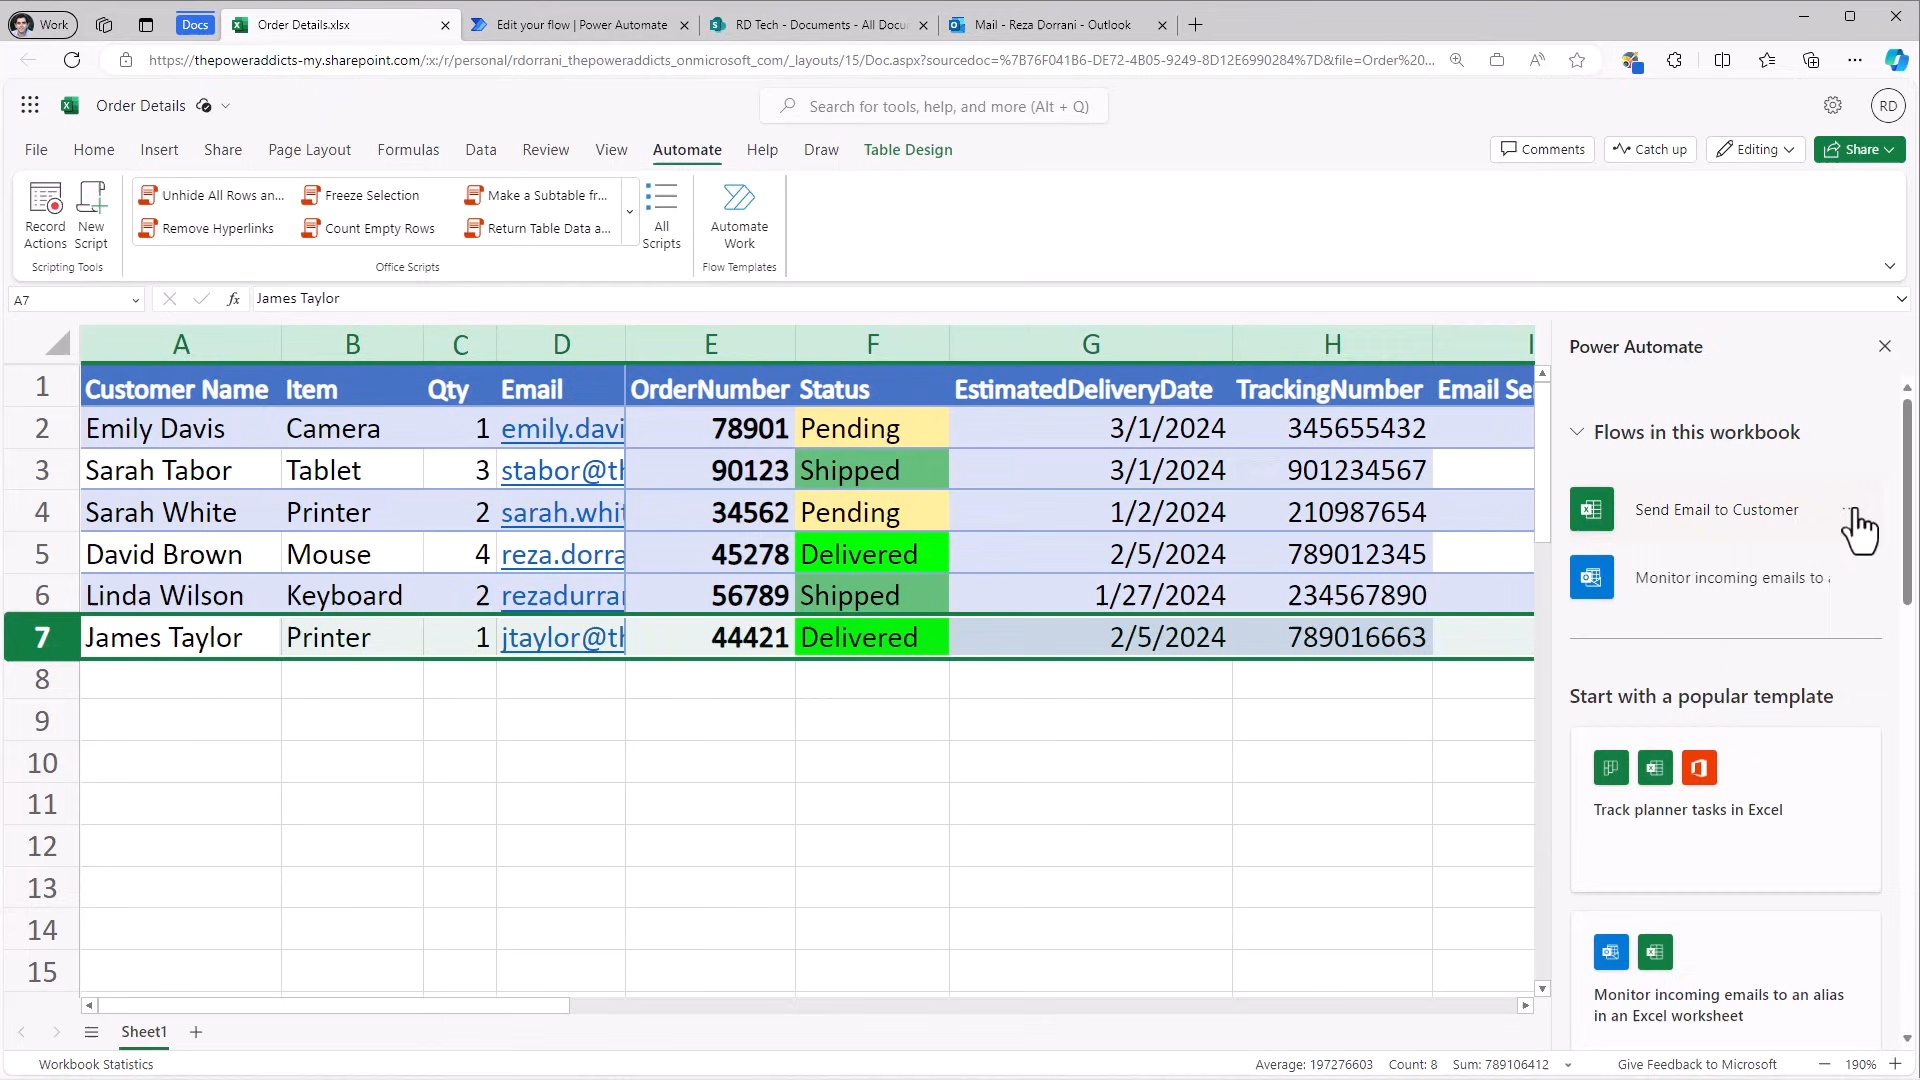 Work
Docs
Order Details.xlsx
Edit your flow | Power Automate
RD Tech - Documents - All Docu
Mail - Reza Dorrani - Outlook
https://thepoweraddicts-my.sharepoint.com/:x:/r/personal/rdorrani_thepoweraddicts_onmicrosoft_com/_layouts/15/Doc.aspx?sourcedoc=%7B76F041B6-DE72-4B05-9249-8D12E6990284%7D&file=Order%20...
Order Details
Search for tools, help, and more (Alt + Q)
RD
File Home Insert Share Page Layout Formulas Data Review View Automate Help Draw Table Design
Comments
Catch up
Editing
Share
Record Actions
New Script
Scripting Tools
Unhide All Rows an...
Freeze Selection
Make a Subtable fr...
Remove Hyperlinks
Count Empty Rows
Return Table Data a...
All Scripts
Office Scripts
Automate Work
Flow Templates
A7
fx
James Taylor
A B C D E F G H I
1 Customer Name Item Qty Email OrderNumber Status EstimatedDeliveryDate TrackingNumber Email Se
2 Emily Davis Camera 1 emily.davi 78901 Pending 3/1/2024 345655432
3 Sarah Tabor Tablet 3 stabor@th 90123 Shipped 3/1/2024 901234567
4 Sarah White Printer 2 sarah.whit 34562 Pending 1/2/2024 210987654
5 David Brown Mouse 4 reza.dorra 45278 Delivered 2/5/2024 789012345
6 Linda Wilson Keyboard 2 rezadurrar 56789 Shipped 1/27/2024 234567890
7 James Taylor Printer 1 jtaylor@th 44421 Delivered 2/5/2024 789016663
8
9
10
11
12
13
14
15
Power Automate
Flows in this workbook
Send Email to Customer
Monitor incoming emails to a
Start with a popular template
Track planner tasks in Excel
Monitor incoming emails to an alias
in an Excel worksheet
Sheet1
Workbook Statistics
Average: 197276603 Count: 8 Sum: 789106412
Give Feedback to Microsoft
190%